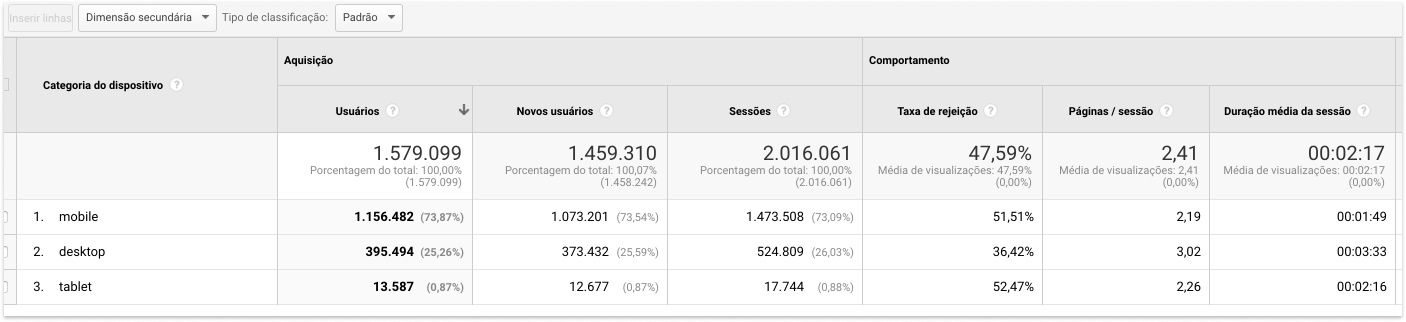 Inserir linhas Dimensão secundária Tipo de classificação: Padrão
Aquisição Comportamento
Categoria do dispositivo ?
Usuários ? Novos usuários ? Sessões ? Taxa de rejeição ? Páginas / sessão ? Duração média da sessão ?
1.579.099 1.459.310 2.016.061 47,59% 2,41 00:02:17
Porcentagem do total: 100,00% Porcentagem do total: 100,07% Porcentagem do total: 100,00% Média de visualizações: 47,59% Média de visualizações: 2,41 Média de visualizações: 00:02:17
(1.579.099) (1.458.242) (2.016.061) (0,00%) (0,00%) (0,00%)
1. mobile 1.156.482 (73,87%) 1.073.201 (73,54%) 1.473.508 (73,09%) 51,51% 2,19 00:01:49
2. desktop 395.494 (25,26%) 373.432 (25,59%) 524.809 (26,03%) 36,42% 3,02 00:03:33
3. tablet 13.587 (0,87%) 12.677 (0,87%) 17.744 (0,88%) 52,47% 2,26 00:02:16